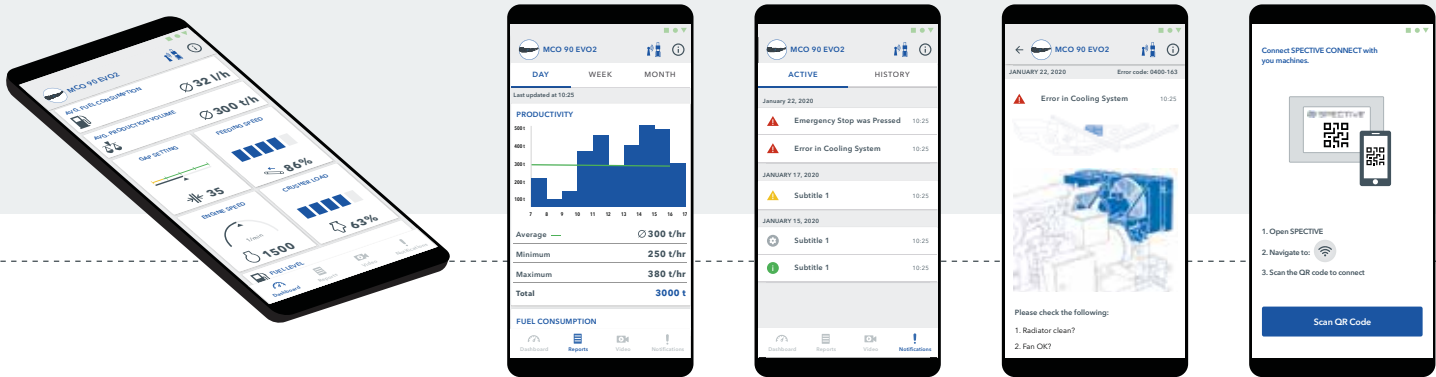 MCO 90 EVO2
AVG. FUEL CONSUMPTION
Ø 32 l/h
AVG. PRODUCTION VOLUME
Ø 300 t/h
GAP SETTING
35
FEEDING SPEED
86%
ENGINE SPEED
1/min
1500
CRUSHER LOAD
63%
FUEL LEVEL
Dashboard
Reports
Video
Notifications
MCO 90 EVO2
DAY WEEK MONTH
Last updated at 10:25
PRODUCTIVITY
500 t
400 t
300 t
200 t
100 t
7 8 9 10 11 12 13 14 15 16 17
Average — Ø 300 t/hr
Minimum 250 t/hr
Maximum 380 t/hr
Total 3000 t
FUEL CONSUMPTION
Dashboard Reports Video Notifications
MCO 90 EVO2
ACTIVE HISTORY
January 22, 2020
Emergency Stop was Pressed 10:25
Error in Cooling System 10:25
JANUARY 17, 2020
Subtitle 1 10:25
JANUARY 15, 2020
Subtitle 1 10:25
Subtitle 1 10:25
Dashboard Reports Video Notifications
MCO 90 EVO2
JANUARY 22, 2020 Error code: 0400-163
Error in Cooling System 10:25
Please check the following:
1. Radiator clean?
2. Fan OK?
Connect SPECTIVE CONNECT with
you machines.
SPECTIVE
1. Open SPECTIVE
2. Navigate to:
3. Scan the QR code to connect
Scan QR Code